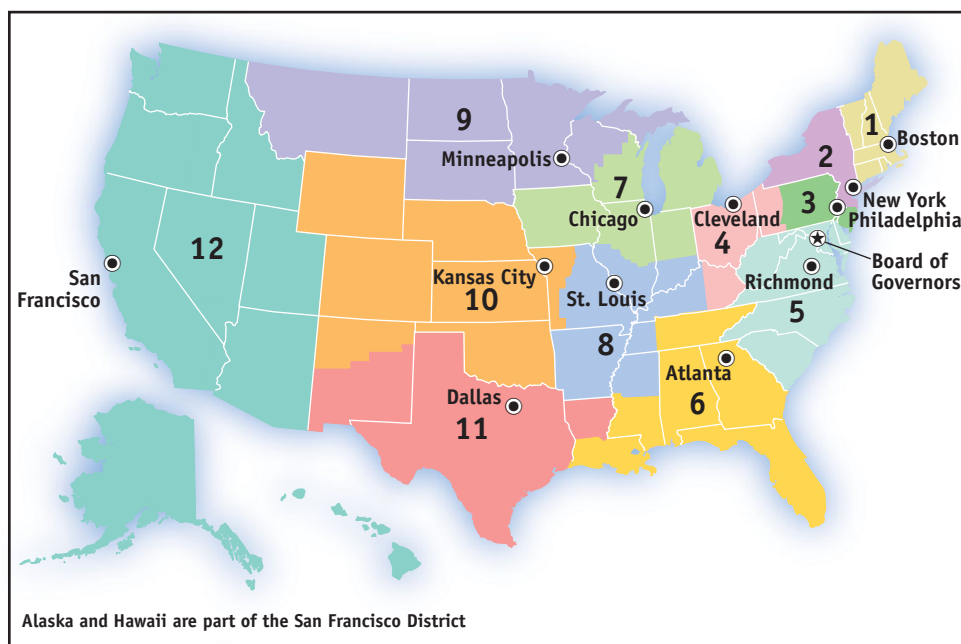 1
Boston
2
9
Minneapolis
New York
Philadelphia
3
7
Chicago
Cleveland
4
12
Board of
Governors
San
Francisco
Kansas City
10
St. Louis
Richmond
5
8
Atlanta
6
Dallas
11
Alaska and Hawaii are part of the San Francisco District